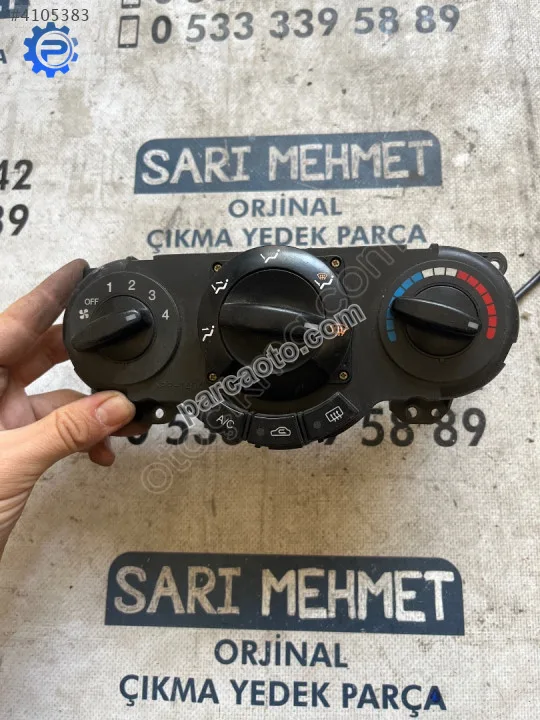 #4105383
0 533 339 58 89
42
39
SARI MEHMET
ORJİNAL
ÇIKMA YEDEK PARÇA
OFF 1 2 3 4
A/C
parcaoto.com
58 89
SARI MEHMET
ORJİNAL
ÇIKMA YEDEK PARÇA